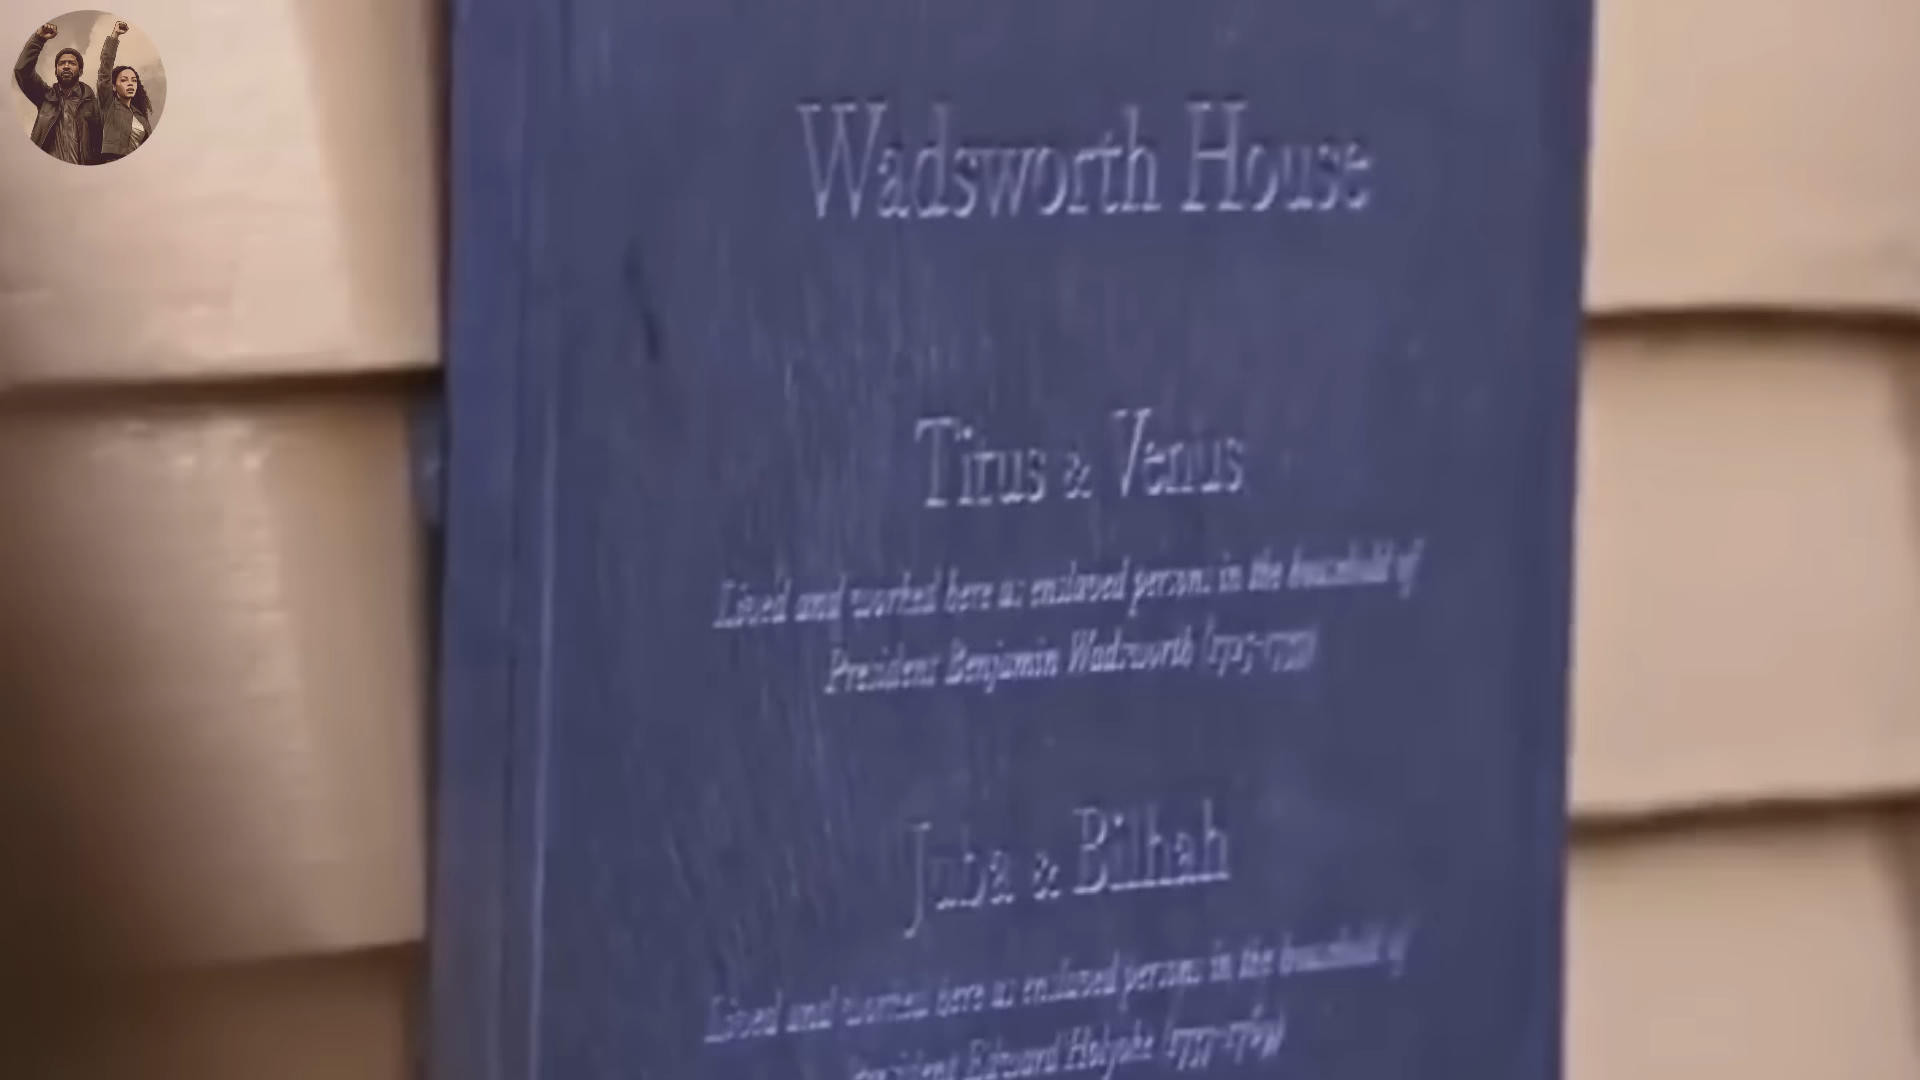 Wadsworth House
Titus & Venus
Lived and worked here as enslaved persons in the household of
President Benjamin Wadsworth (1725-1737)
Juba & Bilhah
Lived and worked here as enslaved persons in the household of
President Edward Holyoke (1737-1769)